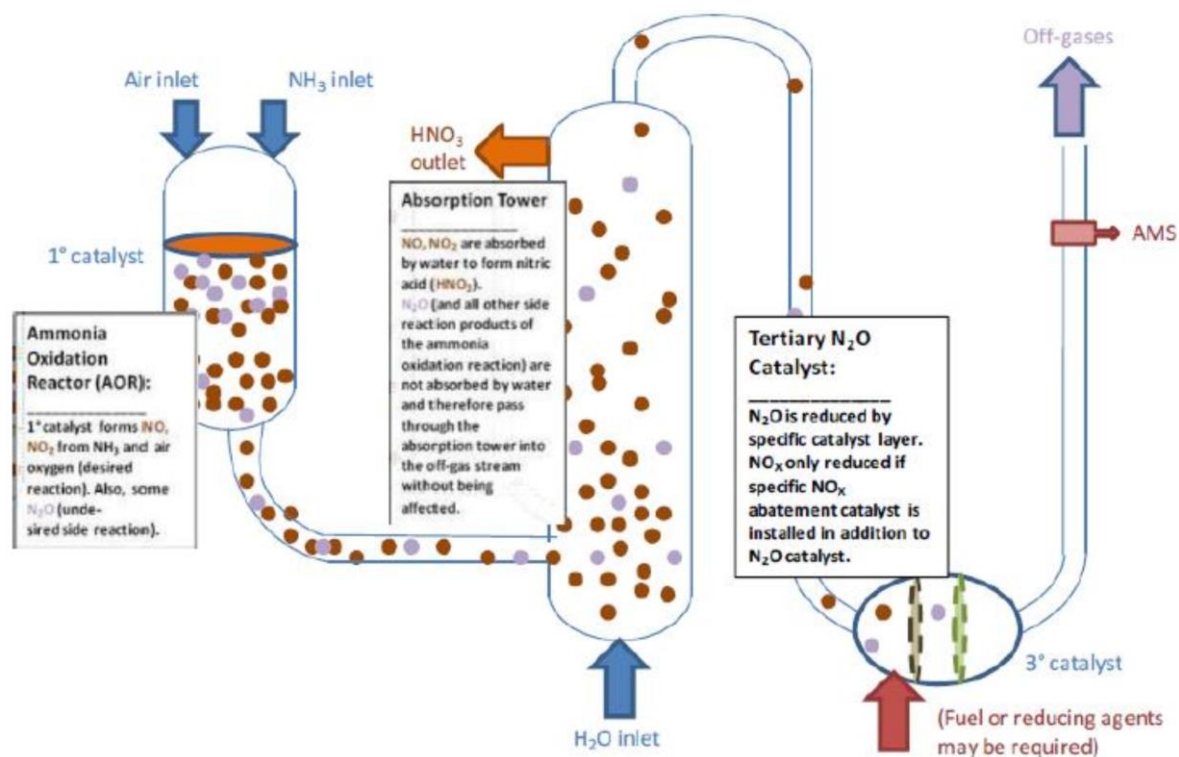 Air inlet
NH₃ inlet
1° catalyst
Ammonia
Oxidation
Reactor (AOR):
1° catalyst forms NO,
NO₂ from NH₃ and air
oxygen (desired
reaction). Also, some
N₂O (unde-
sired side reaction).
HNO₃
outlet
Absorption Tower
NO, NO₂ are absorbed
by water to form nitric
acid (HNO₂).
N₂O (and all other side
reaction products of
the ammonia
oxidation reaction) are
not absorbed by water
and therefore pass
through the
absorption tower into
the off-gas stream
without being
affected.
H₂O inlet
Tertiary N₂O
Catalyst:
N₂O is reduced by
specific catalyst layer.
NOₓ only reduced if
specific NOₓ
abatement catalyst is
installed in addition to
N₂O catalyst.
Off-gases
AMS
3° catalyst
(Fuel or reducing agents
may be required)